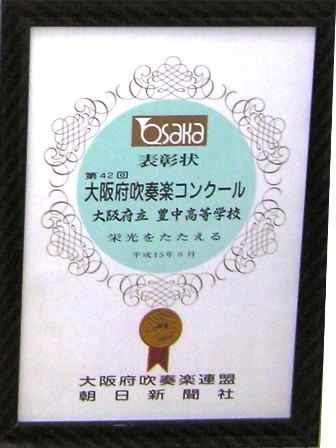 Osaka
表彰状
第42回
大阪府吹奏楽コンクール
大阪府立 豊中高等学校
栄光をたたえる
平成15年8月
大阪府吹奏楽連盟
朝日新聞社